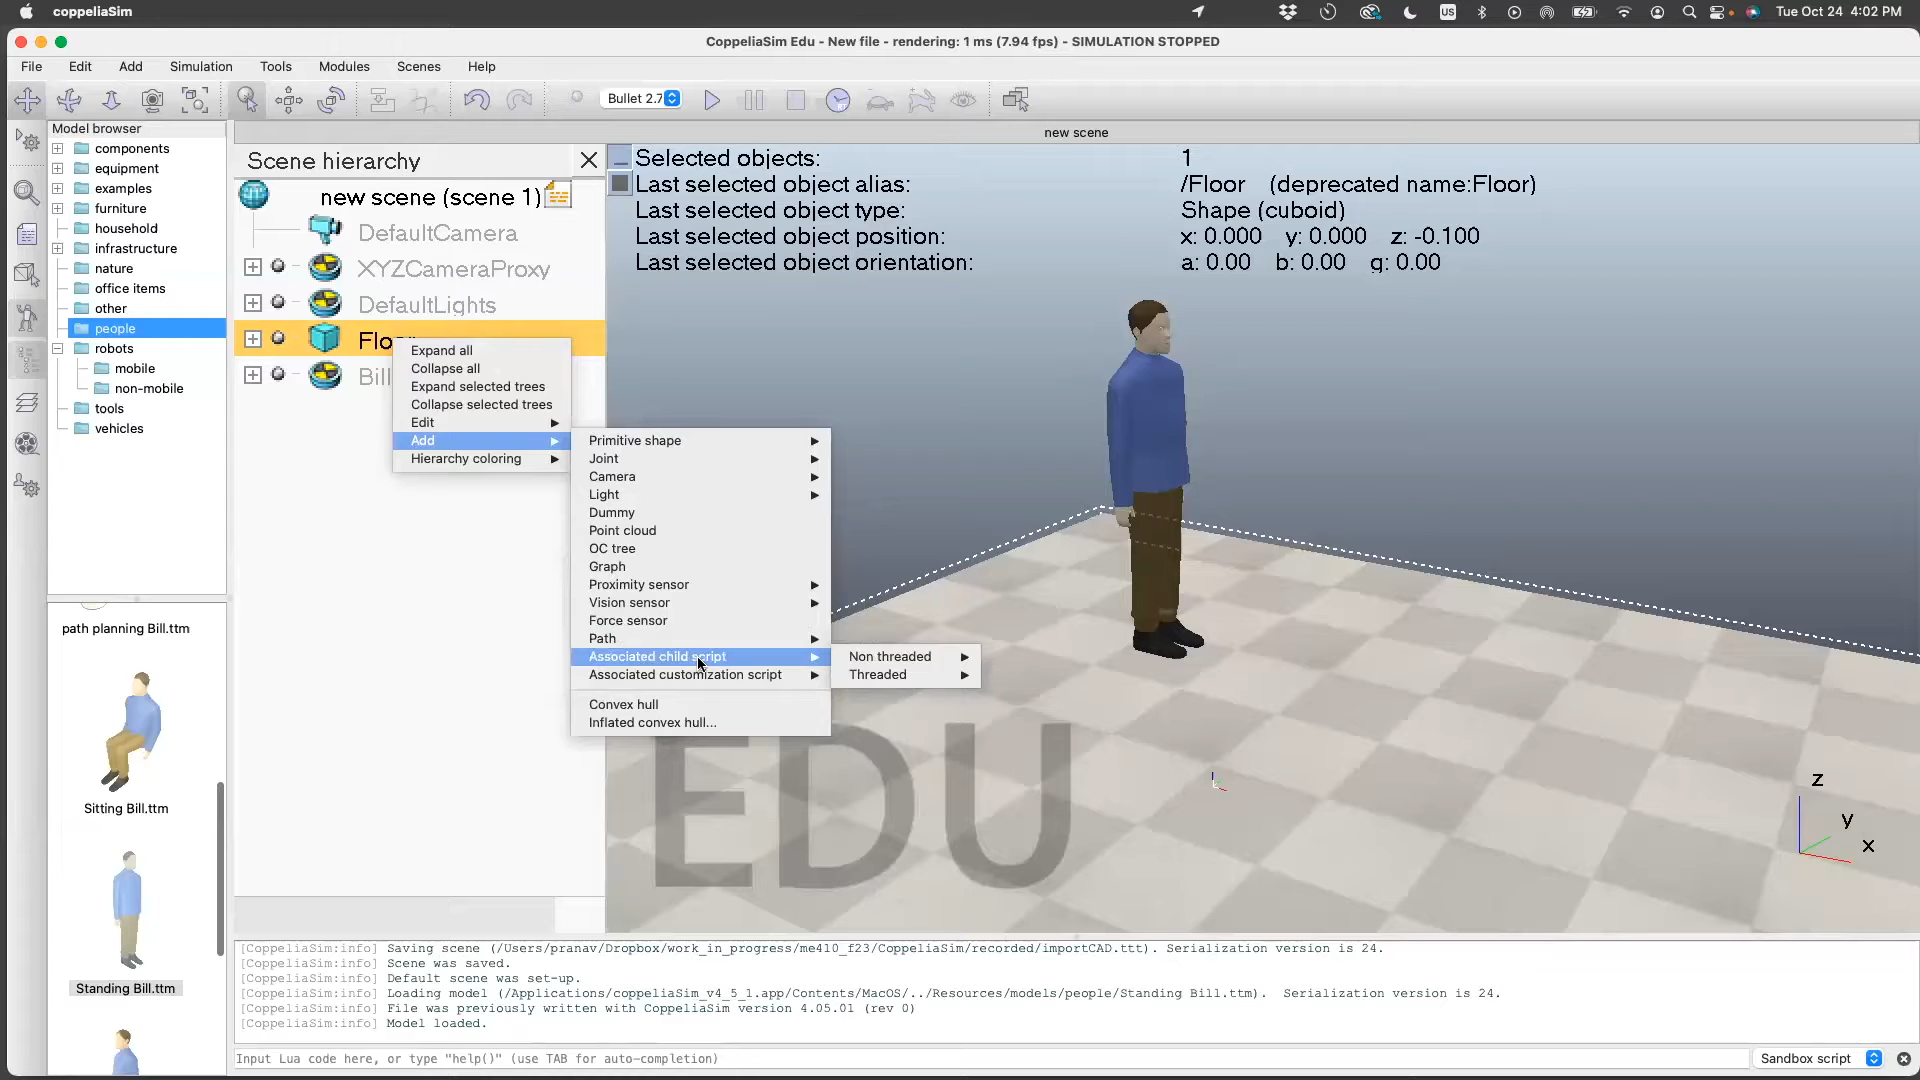 coppeliaSim
US
Tue Oct 24 4:02 PM
CoppeliaSim Edu - New file - rendering: 1 ms (7.94 fps) - SIMULATION STOPPED
File Edit Add Simulation Tools Modules Scenes Help
Bullet 2.7
Model browser
components
equipment
examples
furniture
household
infrastructure
nature
office items
other
people
robots
mobile
non-mobile
tools
vehicles
path planning Bill.ttm
Sitting Bill.ttm
Standing Bill.ttm
new scene
Scene hierarchy
new scene (scene 1)
DefaultCamera
XYZCameraProxy
DefaultLights
Floor
Bill
Expand all
Collapse all
Expand selected trees
Collapse selected trees
Edit
Add
Hierarchy coloring
Primitive shape
Joint
Camera
Light
Dummy
Point cloud
OC tree
Graph
Proximity sensor
Vision sensor
Force sensor
Path
Associated child script
Associated customization script
Convex hull
Inflated convex hull...
Non threaded
Threaded
Selected objects: 1
Last selected object alias: /Floor (deprecated name:Floor)
Last selected object type: Shape (cuboid)
Last selected object position: x: 0.000 y: 0.000 z: -0.100
Last selected object orientation: a: 0.00 b: 0.00 g: 0.00
EDU
z
y
x
[CoppeliaSim:info] Saving scene (/Users/pranav/Dropbox/work_in_progress/me410_f23/CoppeliaSim/recorded/importCAD.ttt). Serialization version is 24.
[CoppeliaSim:info] Scene was saved.
[CoppeliaSim:info] Default scene was set-up.
[CoppeliaSim:info] Loading model (/Applications/coppeliaSim_v4_5_1.app/Contents/MacOS/../Resources/models/people/Standing Bill.ttm). Serialization version is 24.
[CoppeliaSim:info] File was previously written with CoppeliaSim version 4.05.01 (rev 0)
[CoppeliaSim:info] Model loaded.
Input Lua code here, or type "help()" (use TAB for auto-completion)
Sandbox script